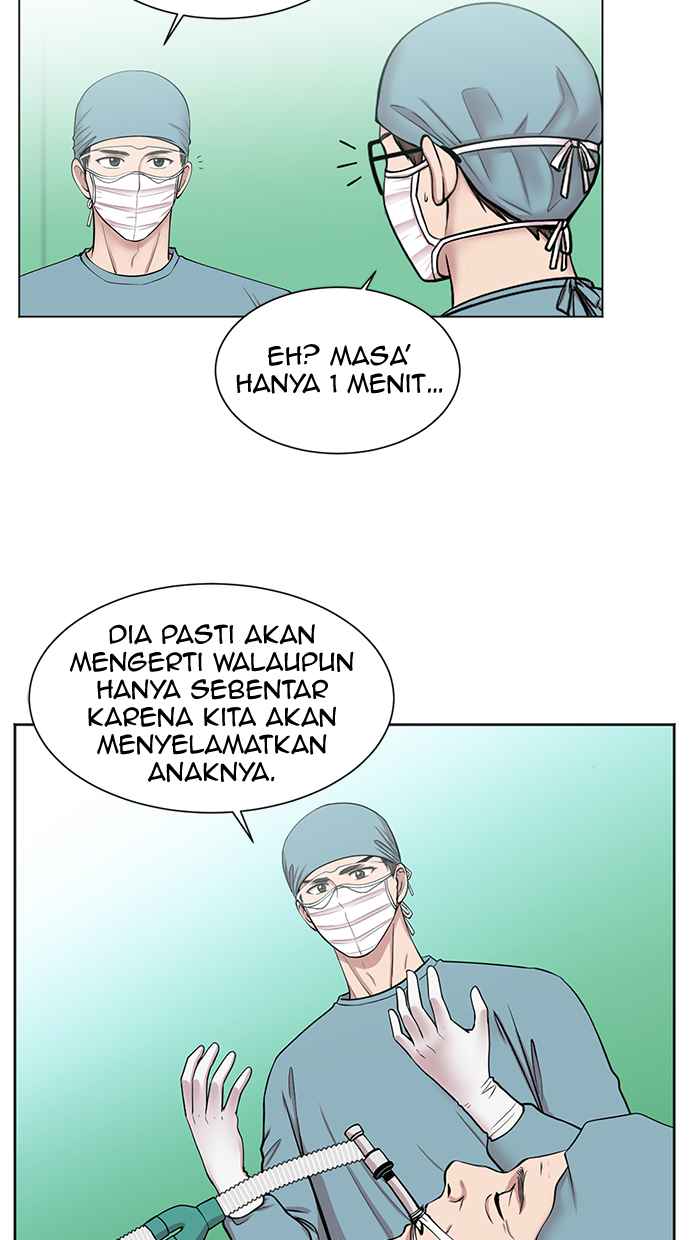 EH? MASA'
HANYA 1 MENIT...
DIA PASTI AKAN
MENGERTI WALAUPUN
HANYA SEBENTAR
KARENA KITA AKAN
MENYELAMATKAN
ANAKNYA.